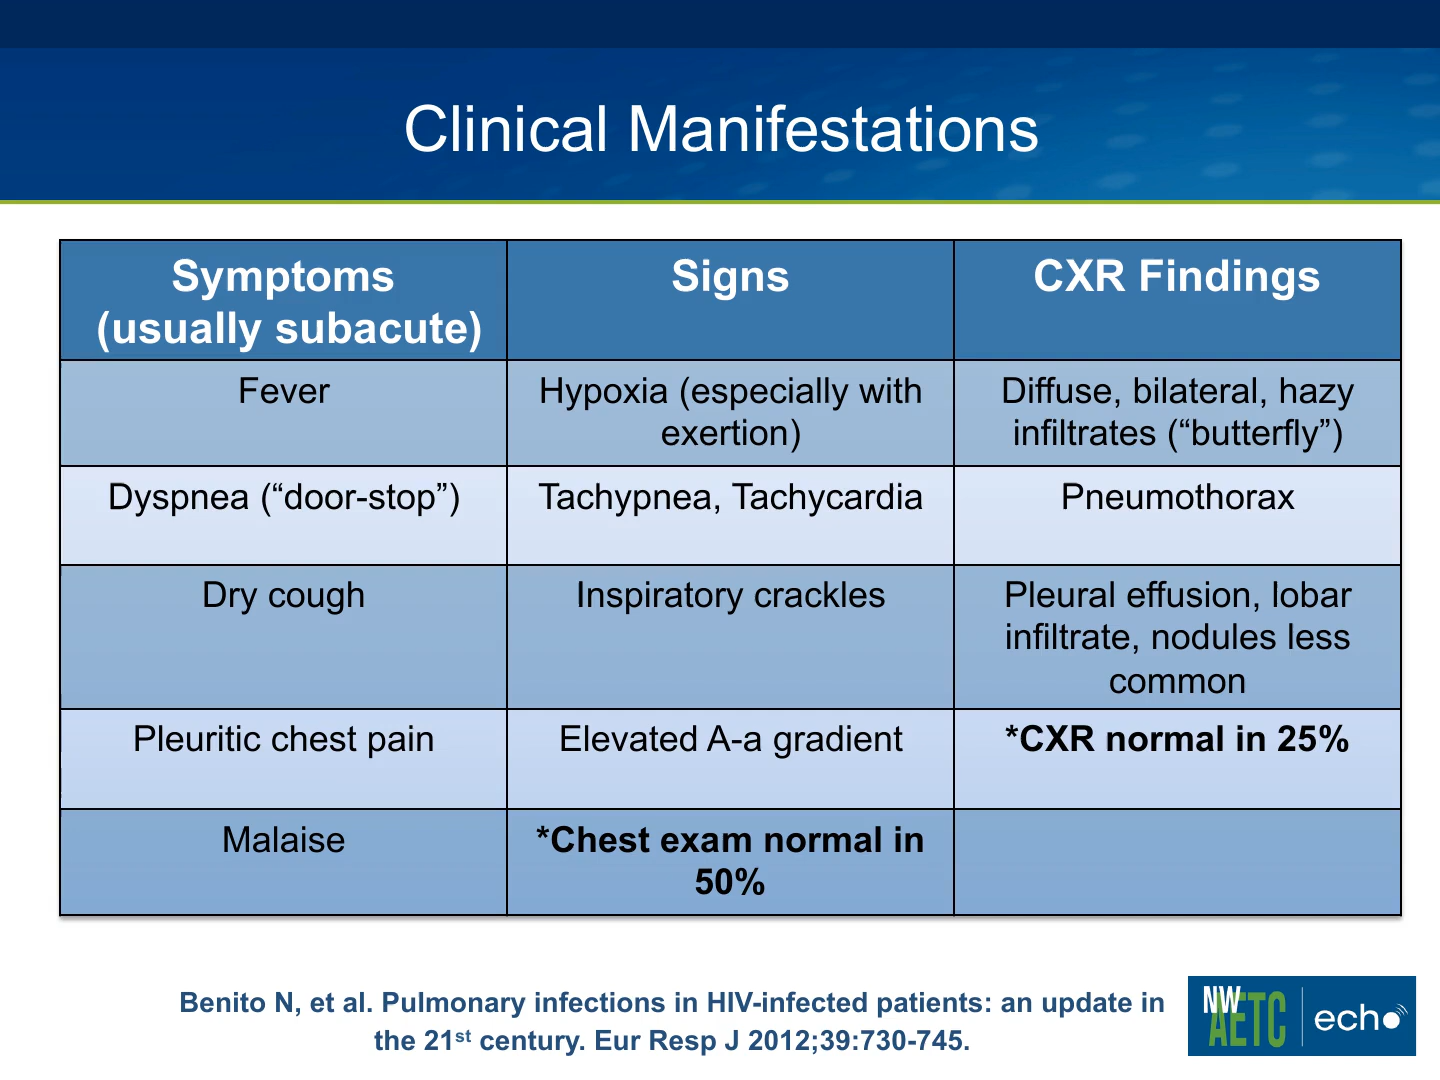 Clinical Manifestations
Symptoms
(usually subacute)
Signs
CXR Findings
Fever
Hypoxia (especially with
exertion)
Diffuse, bilateral, hazy
infiltrates (“butterfly”)
Dyspnea (“door-stop”)
Tachypnea, Tachycardia
Pneumothorax
Dry cough
Inspiratory crackles
Pleural effusion, lobar
infiltrate, nodules less
common
Pleuritic chest pain
Elevated A-a gradient
*CXR normal in 25%
Malaise
*Chest exam normal in
50%
Benito N, et al. Pulmonary infections in HIV-infected patients: an update in
the 21st century. Eur Resp J 2012;39:730-745.
NW
AETC
echo